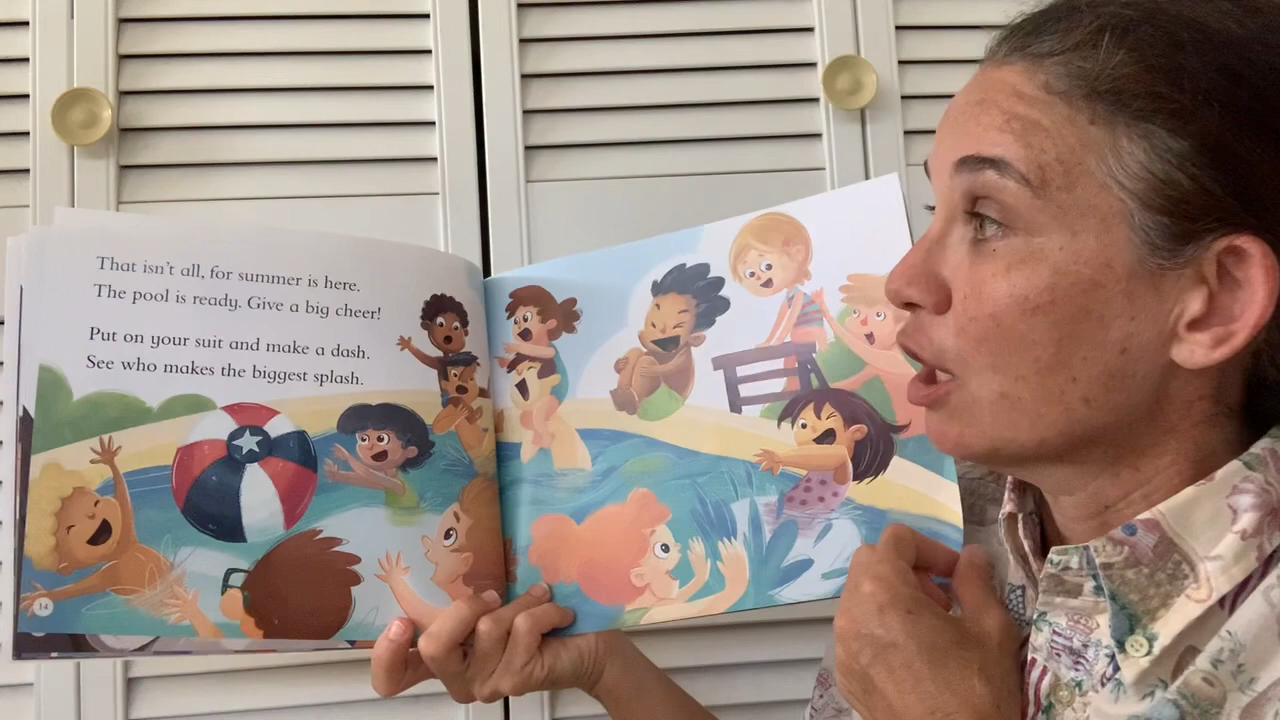 That isn't all, for summer is here.
The pool is ready. Give a big cheer!
Put on your suit and make a dash.
See who makes the biggest splash.
14